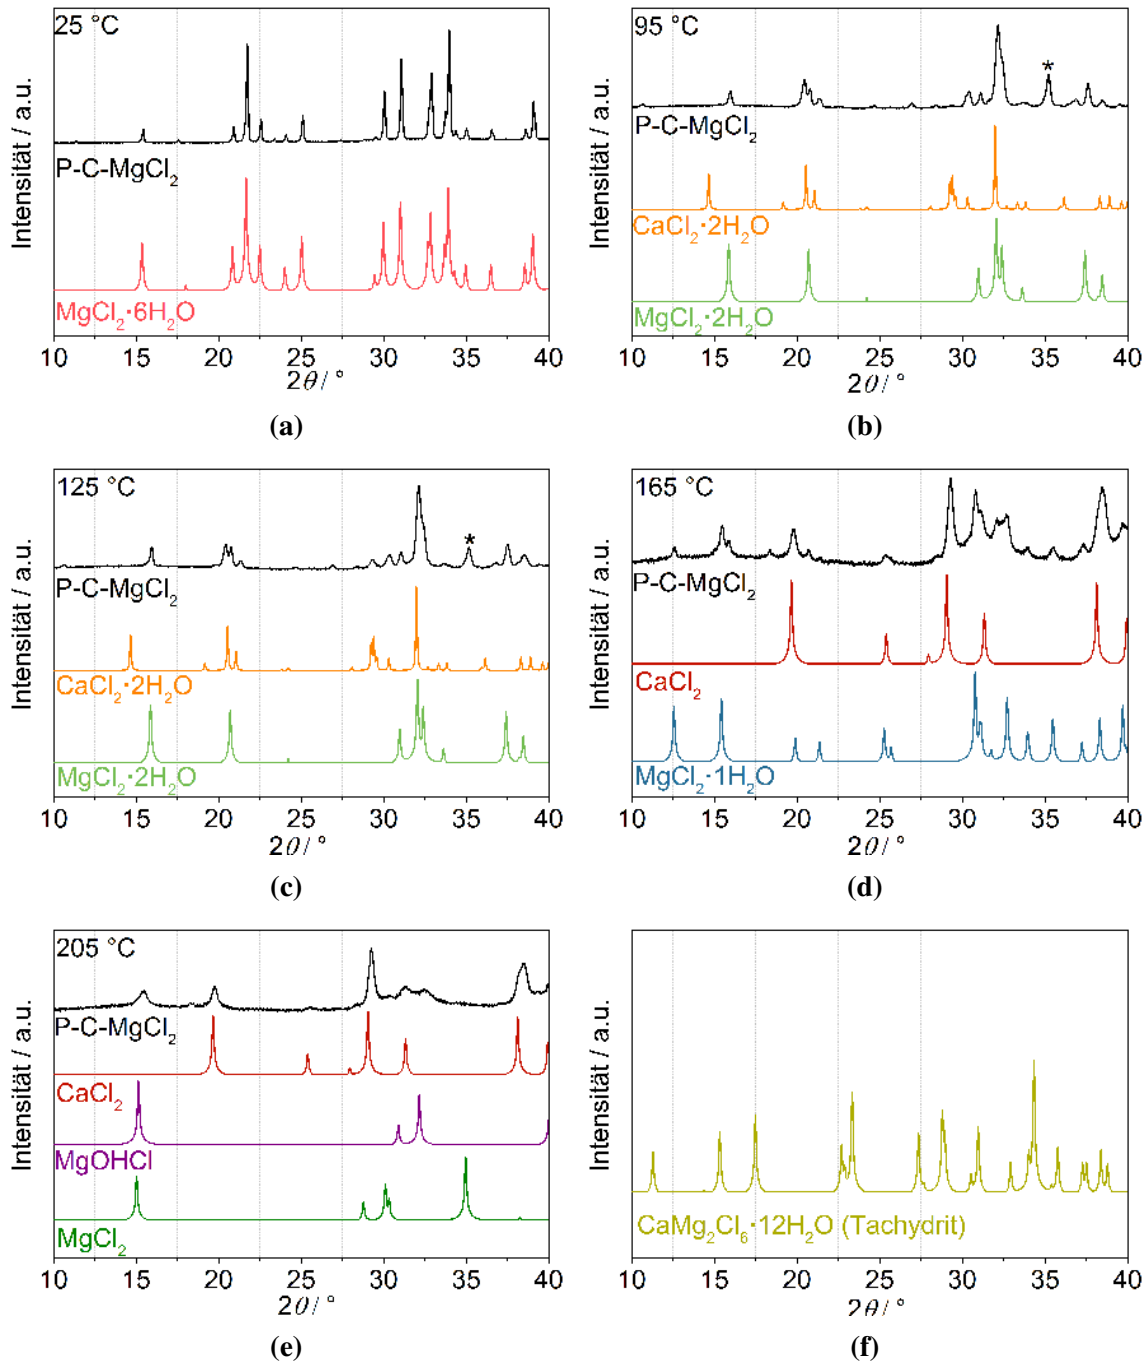 25 °C
P-C-MgCl₂
MgCl₂·6H₂O
Intensität / a.u.
10 15 20 25 30 35 40
2θ / °
(a)
95 °C
*
P-C-MgCl₂
CaCl₂·2H₂O
MgCl₂·2H₂O
Intensität / a.u.
10 15 20 25 30 35 40
2θ / °
(b)
125 °C
*
P-C-MgCl₂
CaCl₂·2H₂O
MgCl₂·2H₂O
Intensität / a.u.
10 15 20 25 30 35 40
2θ / °
(c)
165 °C
P-C-MgCl₂
CaCl₂
MgCl₂·1H₂O
Intensität / a.u.
10 15 20 25 30 35 40
2θ / °
(d)
205 °C
P-C-MgCl₂
CaCl₂
MgOHCl
MgCl₂
Intensität / a.u.
10 15 20 25 30 35 40
2θ / °
(e)
CaMg₂Cl₆·12H₂O (Tachydrit)
Intensität / a.u.
10 15 20 25 30 35 40
2θ / °
(f)